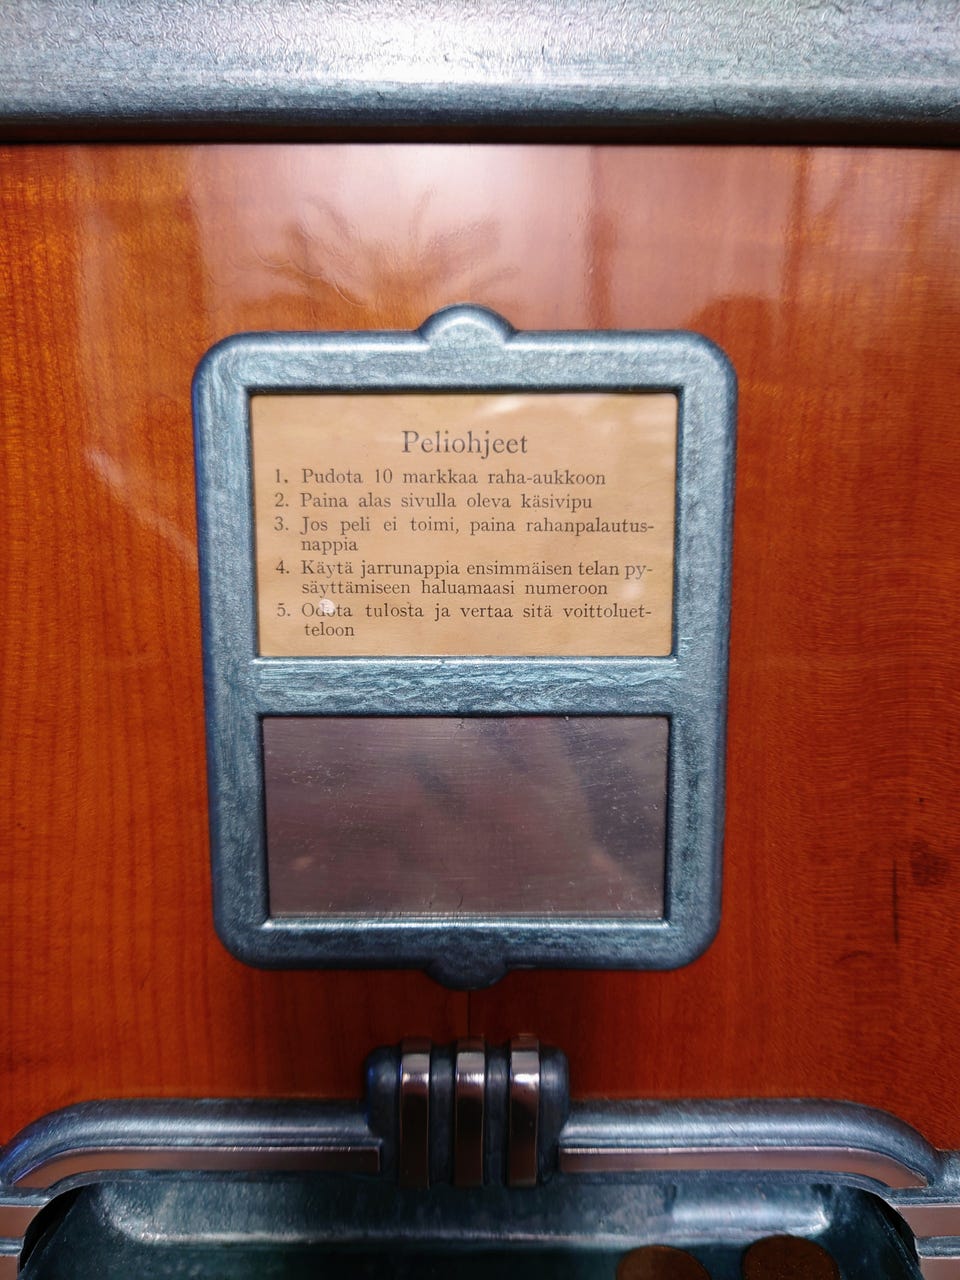 Peliohjeet
1. Pudota 10 markkaa raha-aukkoon
2. Paina alas sivulla oleva käsivipu
3. Jos peli ei toimi, paina rahanpalautus-
nappia
4. Käytä jarrunappia ensimmäisen telan py-
säyttämiseen haluamaasi numeroon
5. Odota tulosta ja vertaa sitä voittoluet-
teloon